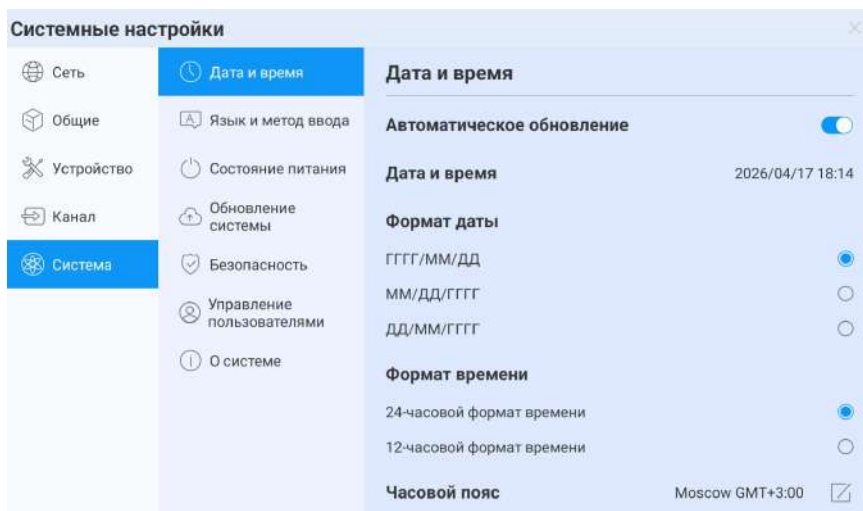 Системные настройки
Сеть
Общие
Устройство
Канал
Система
Дата и время
Язык и метод ввода
Состояние питания
Обновление
системы
Безопасность
Управление
пользователями
О системе
Дата и время
Автоматическое обновление
Дата и время 2026/04/17 18:14
Формат даты
ГГГГ/ММ/ДД
ММ/ДД/ГГГГ
ДД/ММ/ГГГГ
Формат времени
24-часовой формат времени
12-часовой формат времени
Часовой пояс Moscow GMT+3:00